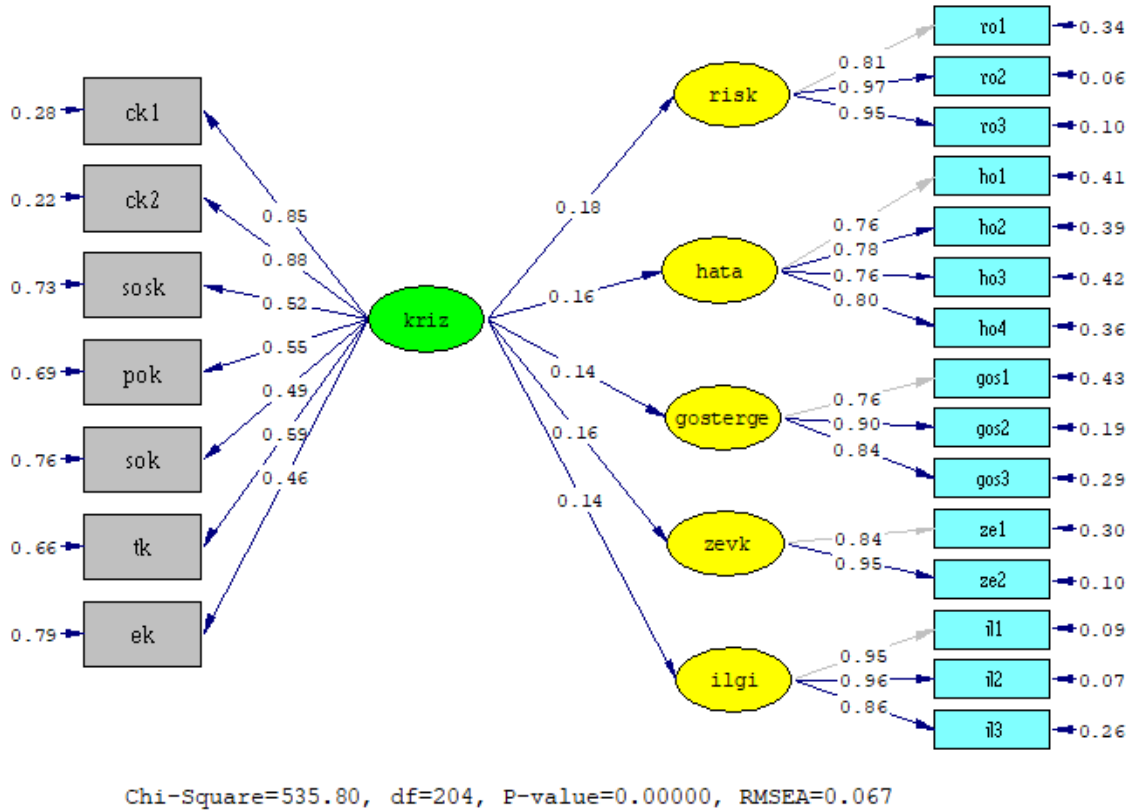 0.28 ck1
0.22 ck2
0.73 sosk
0.69 pok
0.76 sok
0.66 tk
0.79 ek
0.85
0.88
0.52
0.55
0.49
0.59
0.46
kriz
0.18
0.16
0.14
0.16
0.14
risk
hata
gosterge
zevk
ilgi
0.81
0.97
0.95
0.76
0.78
0.76
0.80
0.76
0.90
0.84
0.84
0.95
0.95
0.96
0.86
ro1 0.34
ro2 0.06
ro3 0.10
ho1 0.41
ho2 0.39
ho3 0.42
ho4 0.36
gos1 0.43
gos2 0.19
gos3 0.29
ze1 0.30
ze2 0.10
il1 0.09
il2 0.07
il3 0.26
Chi-Square=535.80, df=204, P-value=0.00000, RMSEA=0.067